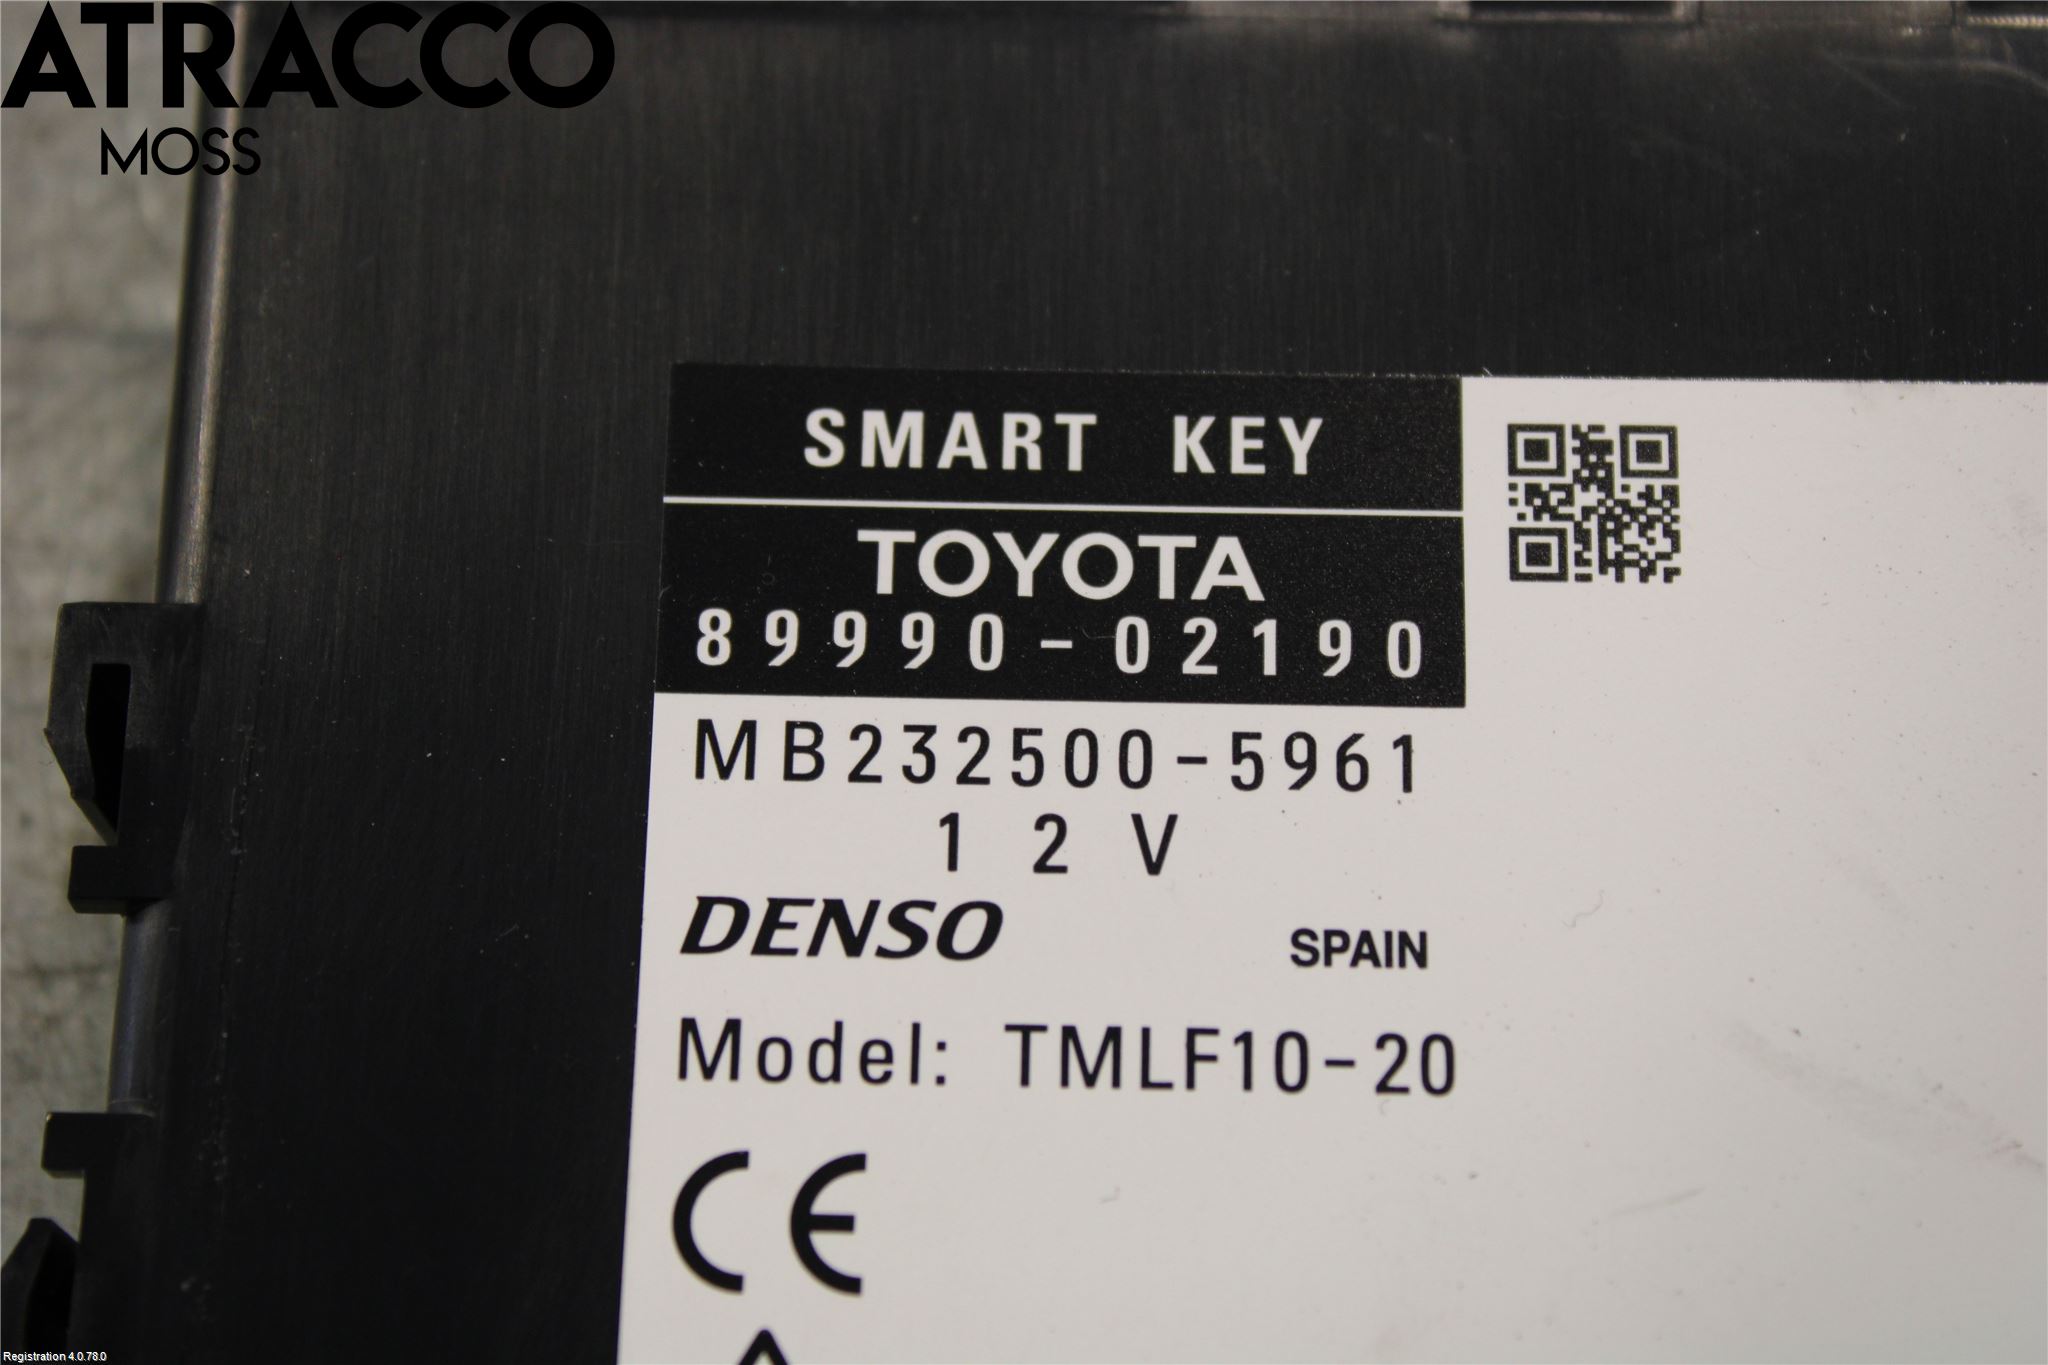 ATRACCO
MOSS
SMART KEY
TOYOTA
89990-02190
MB232500-5961
12V
DENSO SPAIN
Model: TMLF10-20
CE
Registration 4.0.78.0